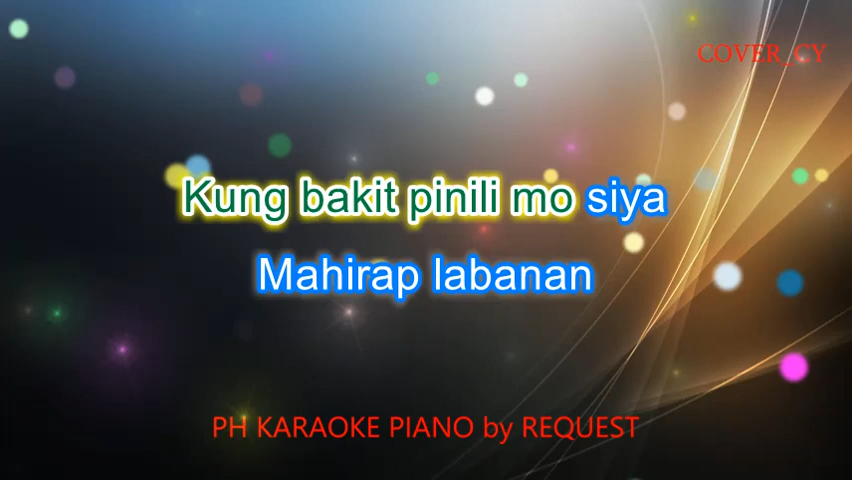 COVER_CY
Kung bakit pinili mo siya
Mahirap labanan
PH KARAOKE PIANO by REQUEST